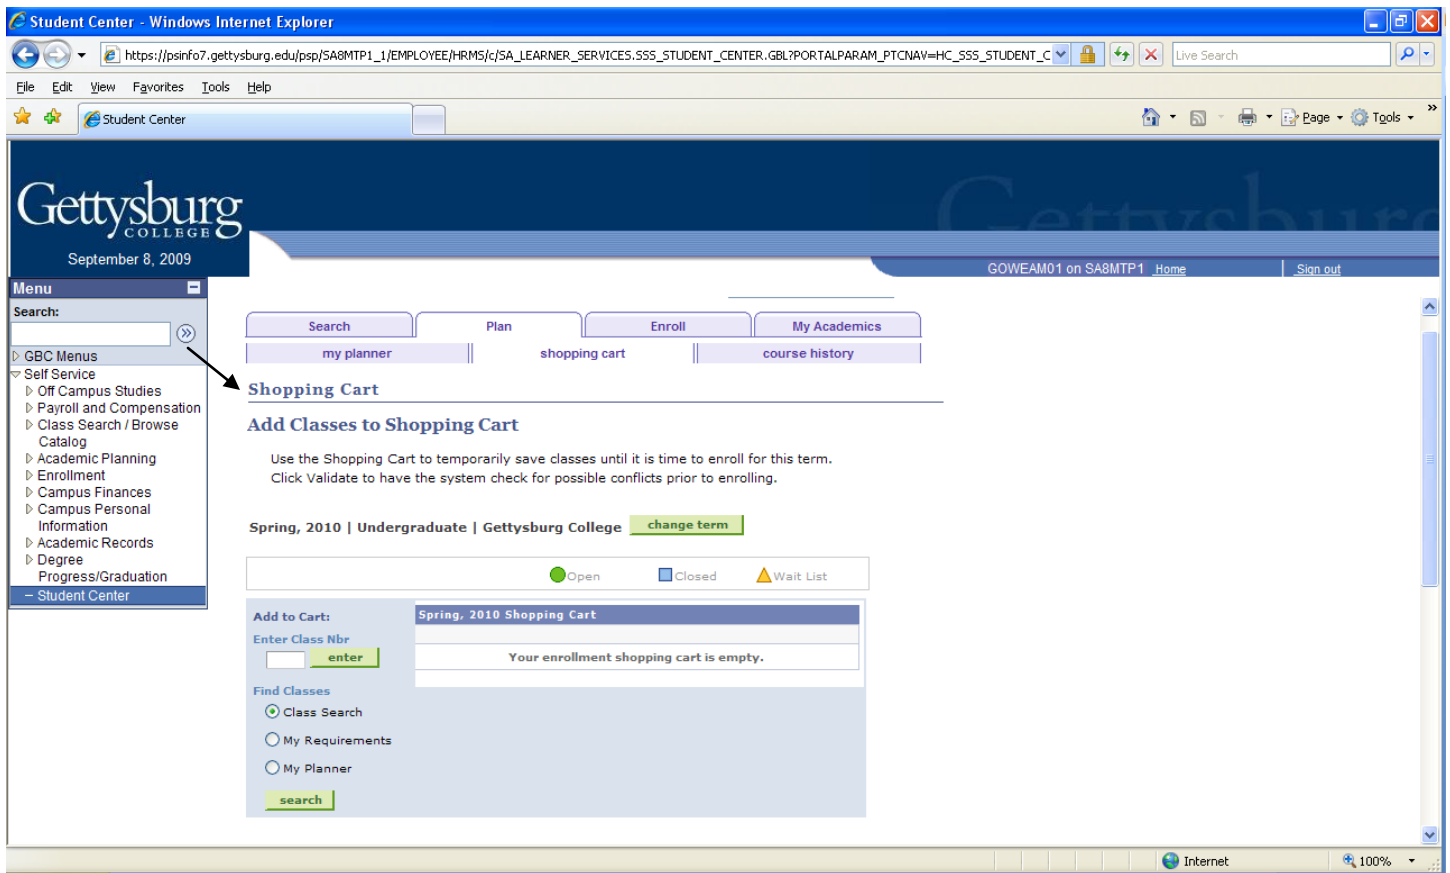 Student Center - Windows Internet Explorer
https://psinfo7.gettysburg.edu/psp/SA8MTP1_1/EMPLOYEE/HRMS/c/SA_LEARNER_SERVICES.SSS_STUDENT_CENTER.GBL?PORTALPARAM_PTCNAV=HC_SSS_STUDENT_C
Live Search
File Edit View Favorites Tools Help
Student Center
Page Tools
Gettysburg
COLLEGE
Gettysburg
September 8, 2009
GOWEAM01 on SA8MTP1 Home Sign out
Menu
Search:
GBC Menus
Self Service
Off Campus Studies
Payroll and Compensation
Class Search / Browse
Catalog
Academic Planning
Enrollment
Campus Finances
Campus Personal
Information
Academic Records
Degree
Progress/Graduation
Student Center
Search Plan Enroll My Academics
my planner shopping cart course history
Shopping Cart
Add Classes to Shopping Cart
Use the Shopping Cart to temporarily save classes until it is time to enroll for this term.
Click Validate to have the system check for possible conflicts prior to enrolling.
Spring, 2010 | Undergraduate | Gettysburg College change term
Open Closed Wait List
Add to Cart:
Enter Class Nbr
enter
Find Classes
Class Search
My Requirements
My Planner
search
Spring, 2010 Shopping Cart
Your enrollment shopping cart is empty.
Internet 100%